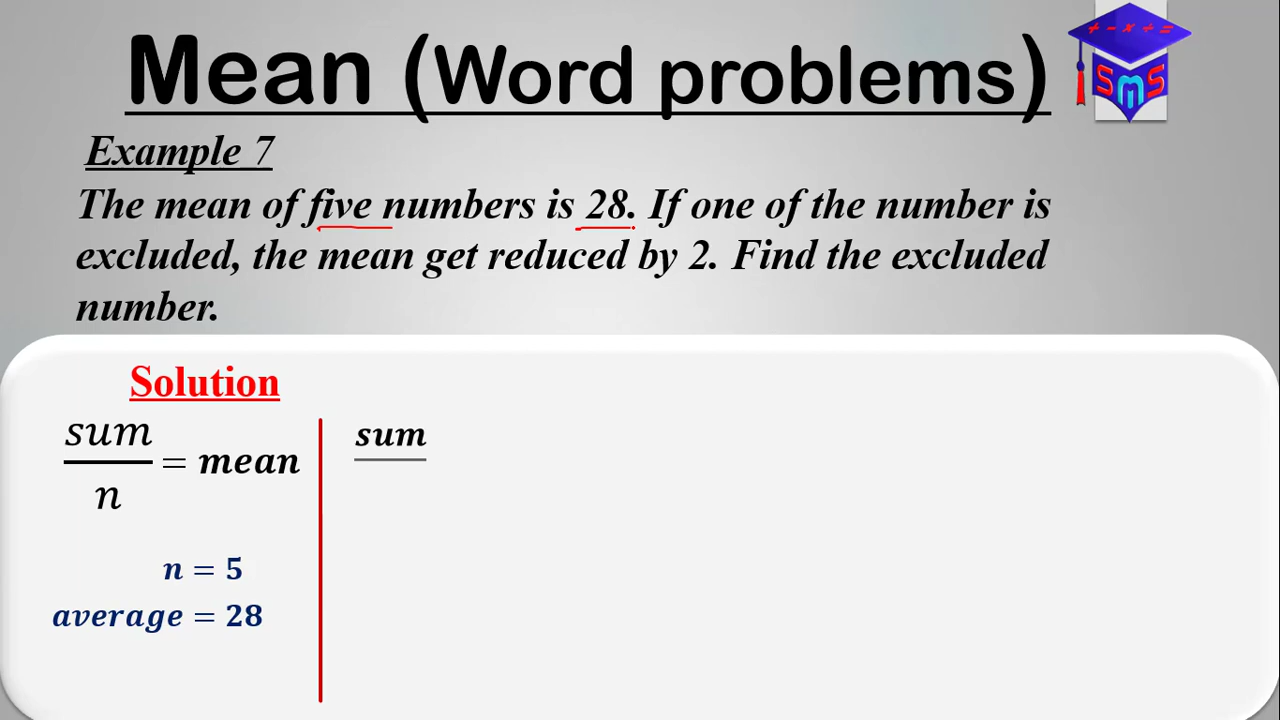 Mean (Word problems)
+ - × ÷ =
SMS
Example 7
The mean of five numbers is 28. If one of the number is
excluded, the mean get reduced by 2. Find the excluded
number.
Solution
sum
n
= mean
n = 5
average = 28
sum